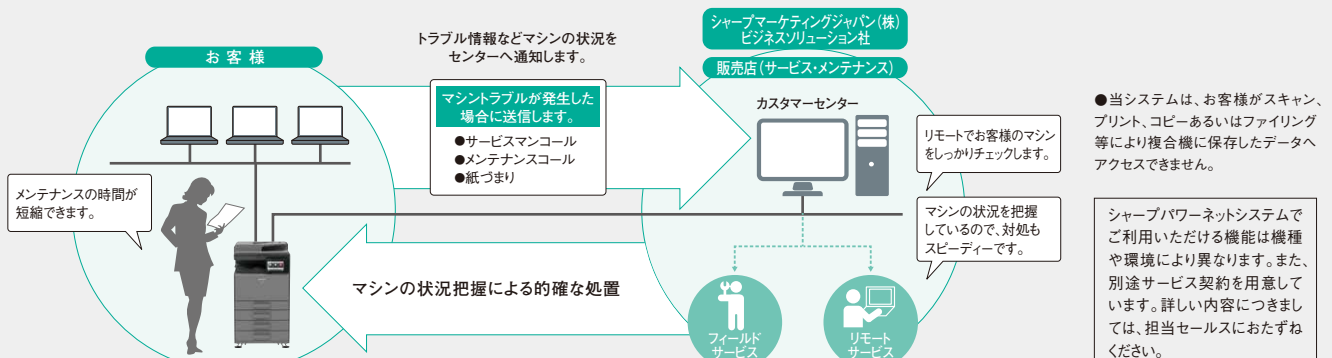 お客様
メンテナンスの時間が
短縮できます。
トラブル情報などマシンの状況を
センターへ通知します。
マシントラブルが発生した
場合に送信します。
●サービスマンコール
●メンテナンスコール
●紙づまり
マシンの状況把握による的確な処置
シャープマーケティングジャパン(株)
ビジネスソリューション社
販売店(サービス・メンテナンス)
カスタマーセンター
リモートでお客様のマシン
をしっかりチェックします。
マシンの状況を把握
しているので、対処も
スピーディーです。
フィールド
サービス
リモート
サービス
●当システムは、お客様がスキャン、
プリント、コピーあるいはファイリング
等により複合機に保存したデータへ
アクセスできません。
シャープパワーネットシステムで
ご利用いただける機能は機種
や環境により異なります。また、
別途サービス契約を用意して
います。詳しい内容につきまし
ては、担当セールスにおたずね
ください。